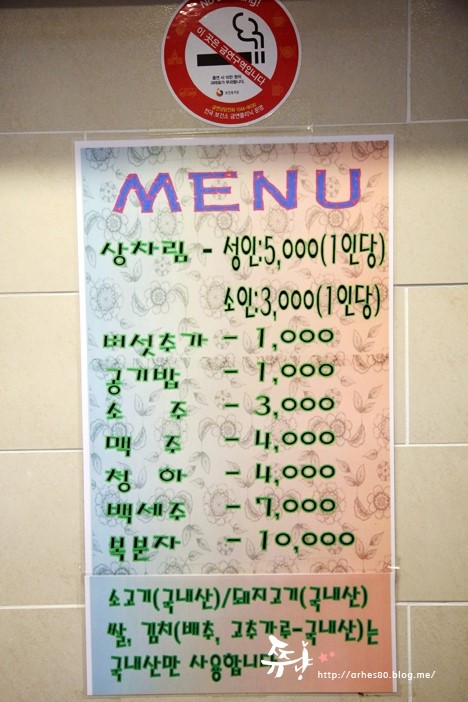 이 곳은 금연구역입니다
MENU
상차림 - 성인:5,000(1인당)
소인:3,000(1인당)
버섯추가 - 1,000
공기밥 - 1,000
소 주 - 3,000
맥 주 - 4,000
청 하 - 4,000
백세주 - 7,000
복분자 - 10,000
소고기(국내산)/돼지고기(국내산)
쌀, 김치(배추, 고추가루-국내산)는
국내산만 사용합니다
쥬냥
http://arhes80.blog.me/